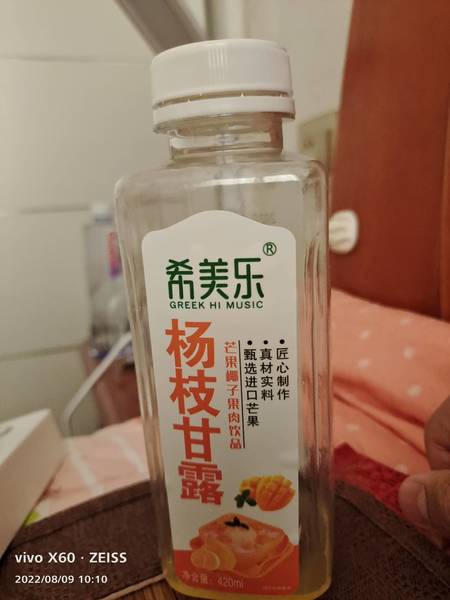 希美乐®
GREEK HI MUSIC
杨枝甘露
芒果椰子果肉饮品
• 匠心制作
• 真材实料
• 甄选进口芒果
净含量：420ml
vivo X60 · ZEISS
2022/08/09 10:10